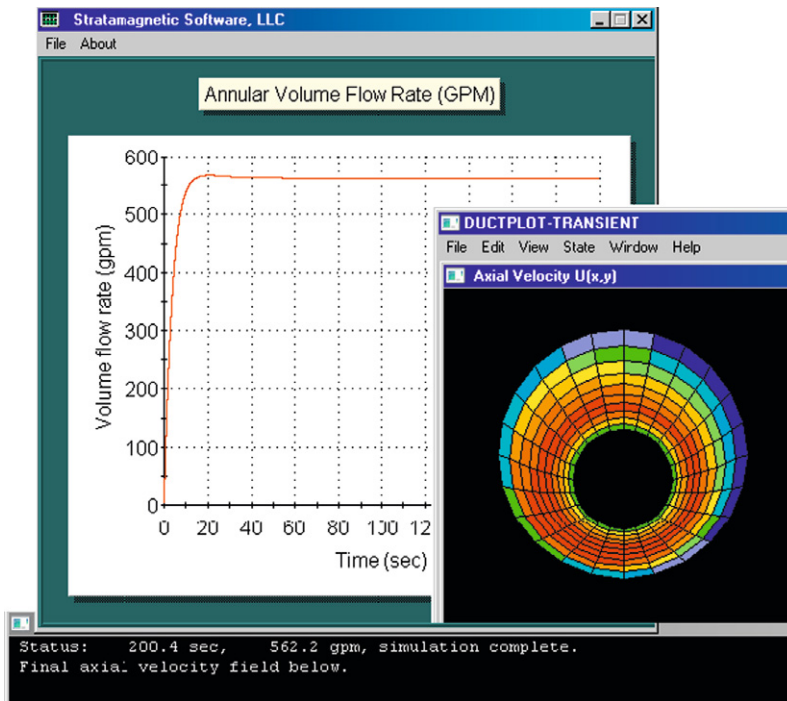 Stratamagnetic Software, LLC
File About
Annular Volume Flow Rate (GPM)
Volume flow rate (gpm)
600
500
400
300
200
100
0
0 20 40 60 80 100 12
Time (sec)
DUCTPLOT-TRANSIENT
File Edit View State Window Help
Axial Velocity U(x,y)
Status: 200.4 sec, 562.2 gpm, simulation complete.
Final axial velocity field below.